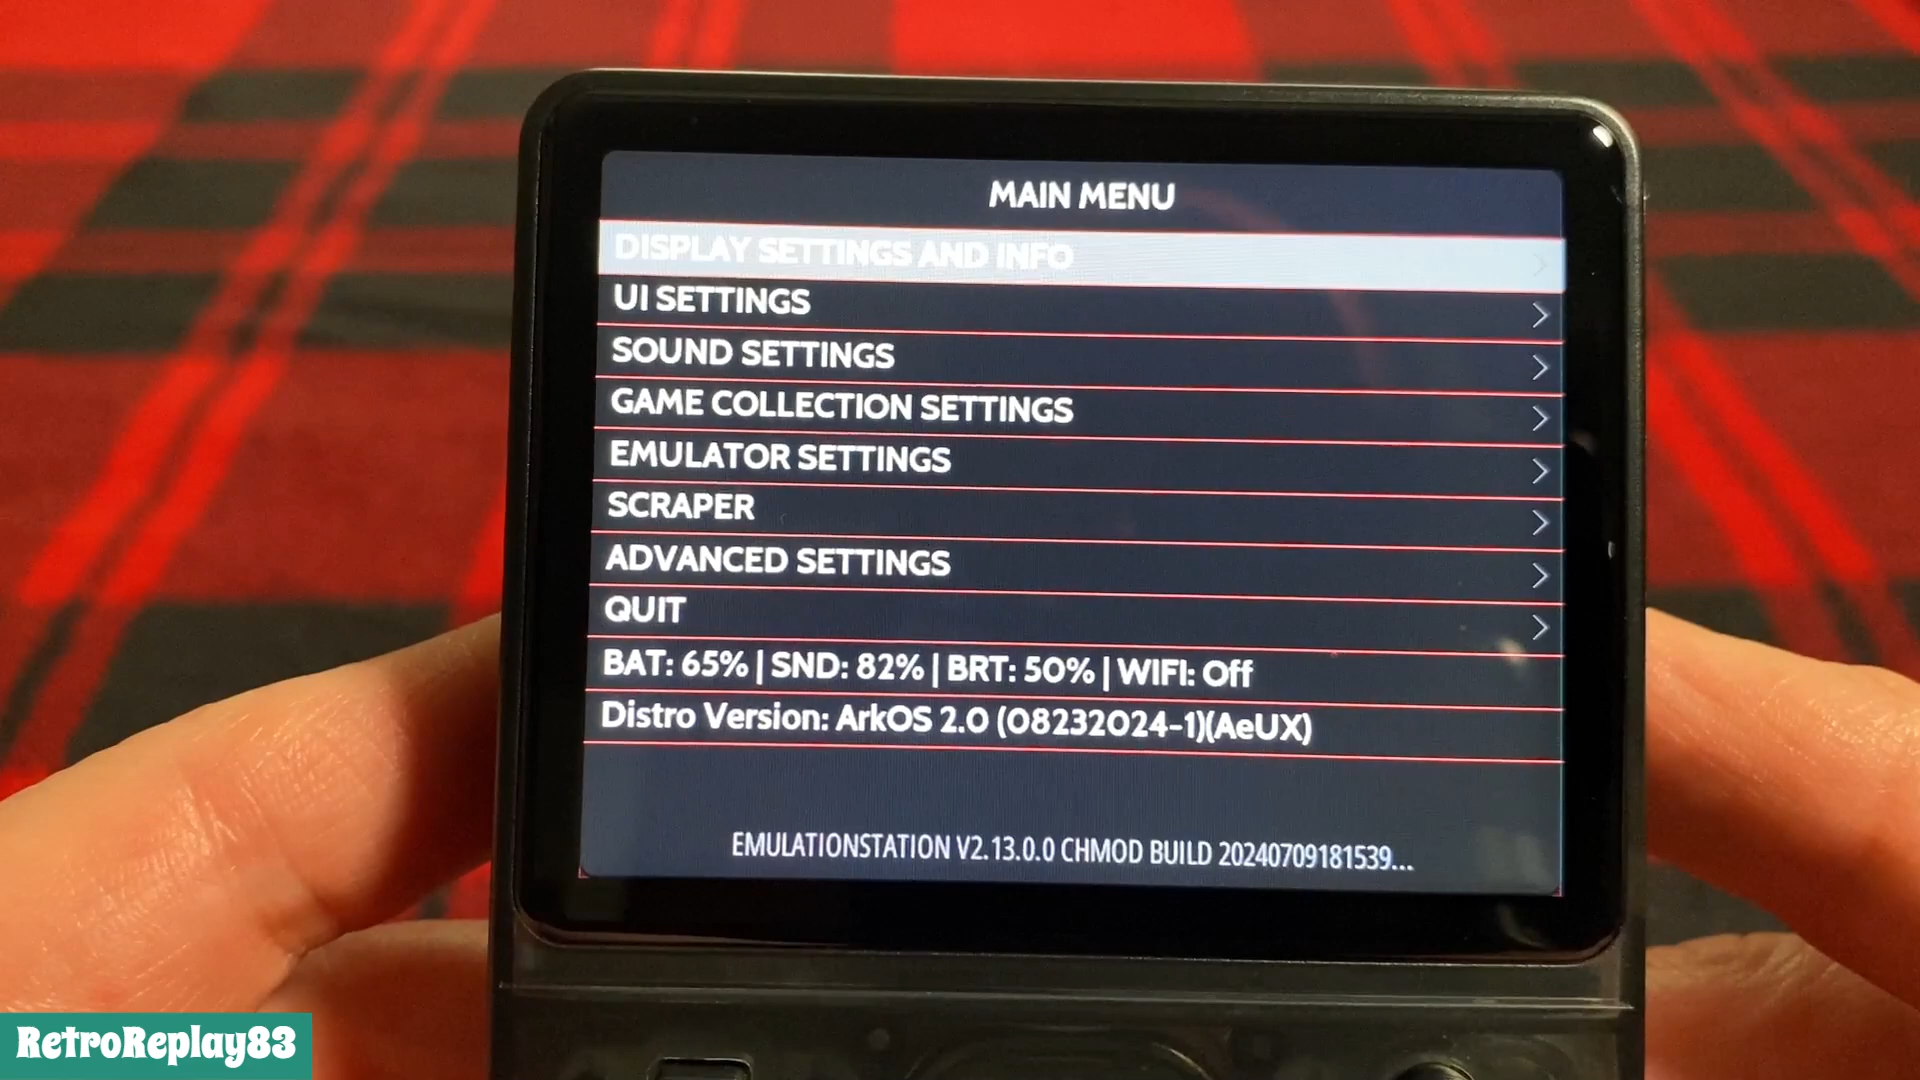 MAIN MENU
DISPLAY SETTINGS AND INFO
UI SETTINGS
SOUND SETTINGS
GAME COLLECTION SETTINGS
EMULATOR SETTINGS
SCRAPER
ADVANCED SETTINGS
QUIT
BAT: 65% | SND: 82% | BRT: 50% | WIFI: Off
Distro Version: ArkOS 2.0 (08232024-1)(AeUX)
EMULATIONSTATION V2.13.0.0 CHMOD BUILD 20240709181539...
RetroReplay83